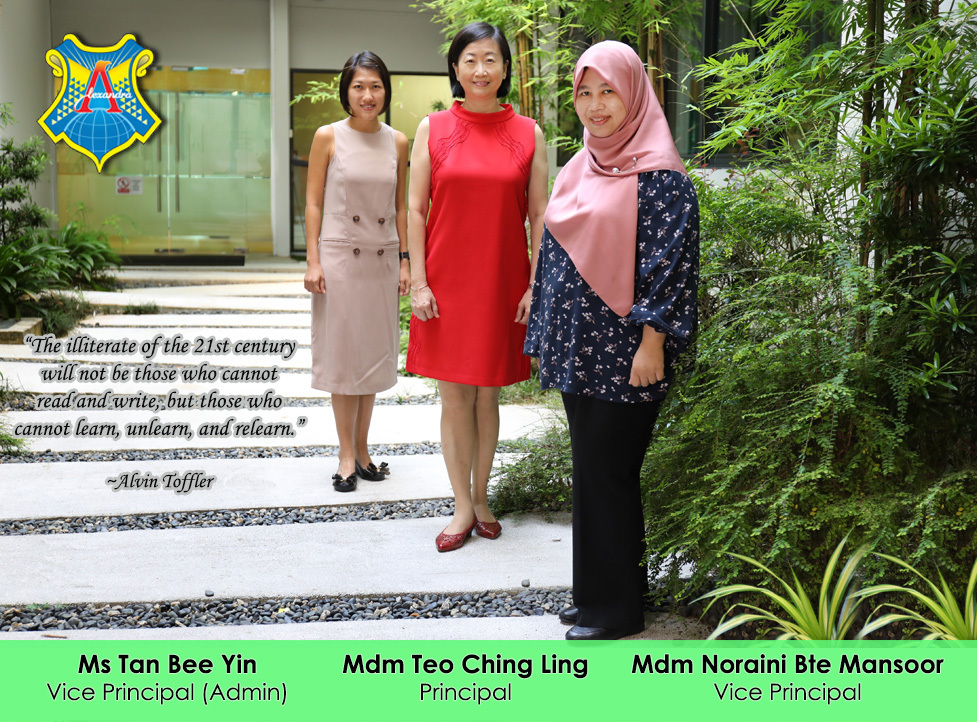 Alexandra
“The illiterate of the 21st century
will not be those who cannot
read and write, but those who
cannot learn, unlearn, and relearn.”
~Alvin Toffler
Ms Tan Bee Yin
Vice Principal (Admin)
Mdm Teo Ching Ling
Principal
Mdm Noraini Bte Mansoor
Vice Principal